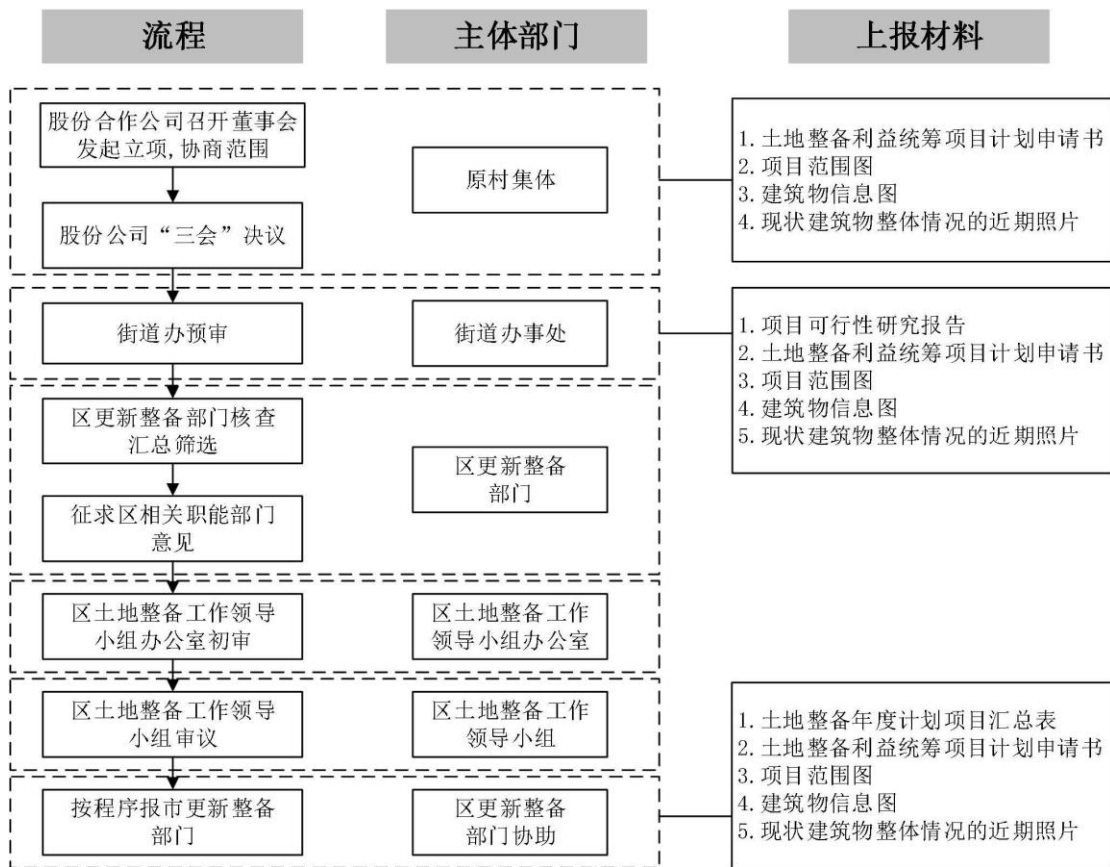 流程
主体部门
上报材料
股份合作公司召开董事会
发起立项,协商范围
股份公司“三会”决议
原村集体
1. 土地整备利益统筹项目计划申请书
2. 项目范围图
3. 建筑物信息图
4. 现状建筑物整体情况的近期照片
街道办预审
街道办事处
1. 项目可行性研究报告
2. 土地整备利益统筹项目计划申请书
3. 项目范围图
4. 建筑物信息图
5. 现状建筑物整体情况的近期照片
区更新整备部门核查
汇总筛选
征求区相关职能部门
意见
区更新整备
部门
区土地整备工作领导
小组办公室初审
区土地整备工作
领导小组办公室
区土地整备工作领导
小组审议
区土地整备工作
领导小组
按程序报市更新整备
部门
区更新整备
部门协助
1. 土地整备年度计划项目汇总表
2. 土地整备利益统筹项目计划申请书
3. 项目范围图
4. 建筑物信息图
5. 现状建筑物整体情况的近期照片